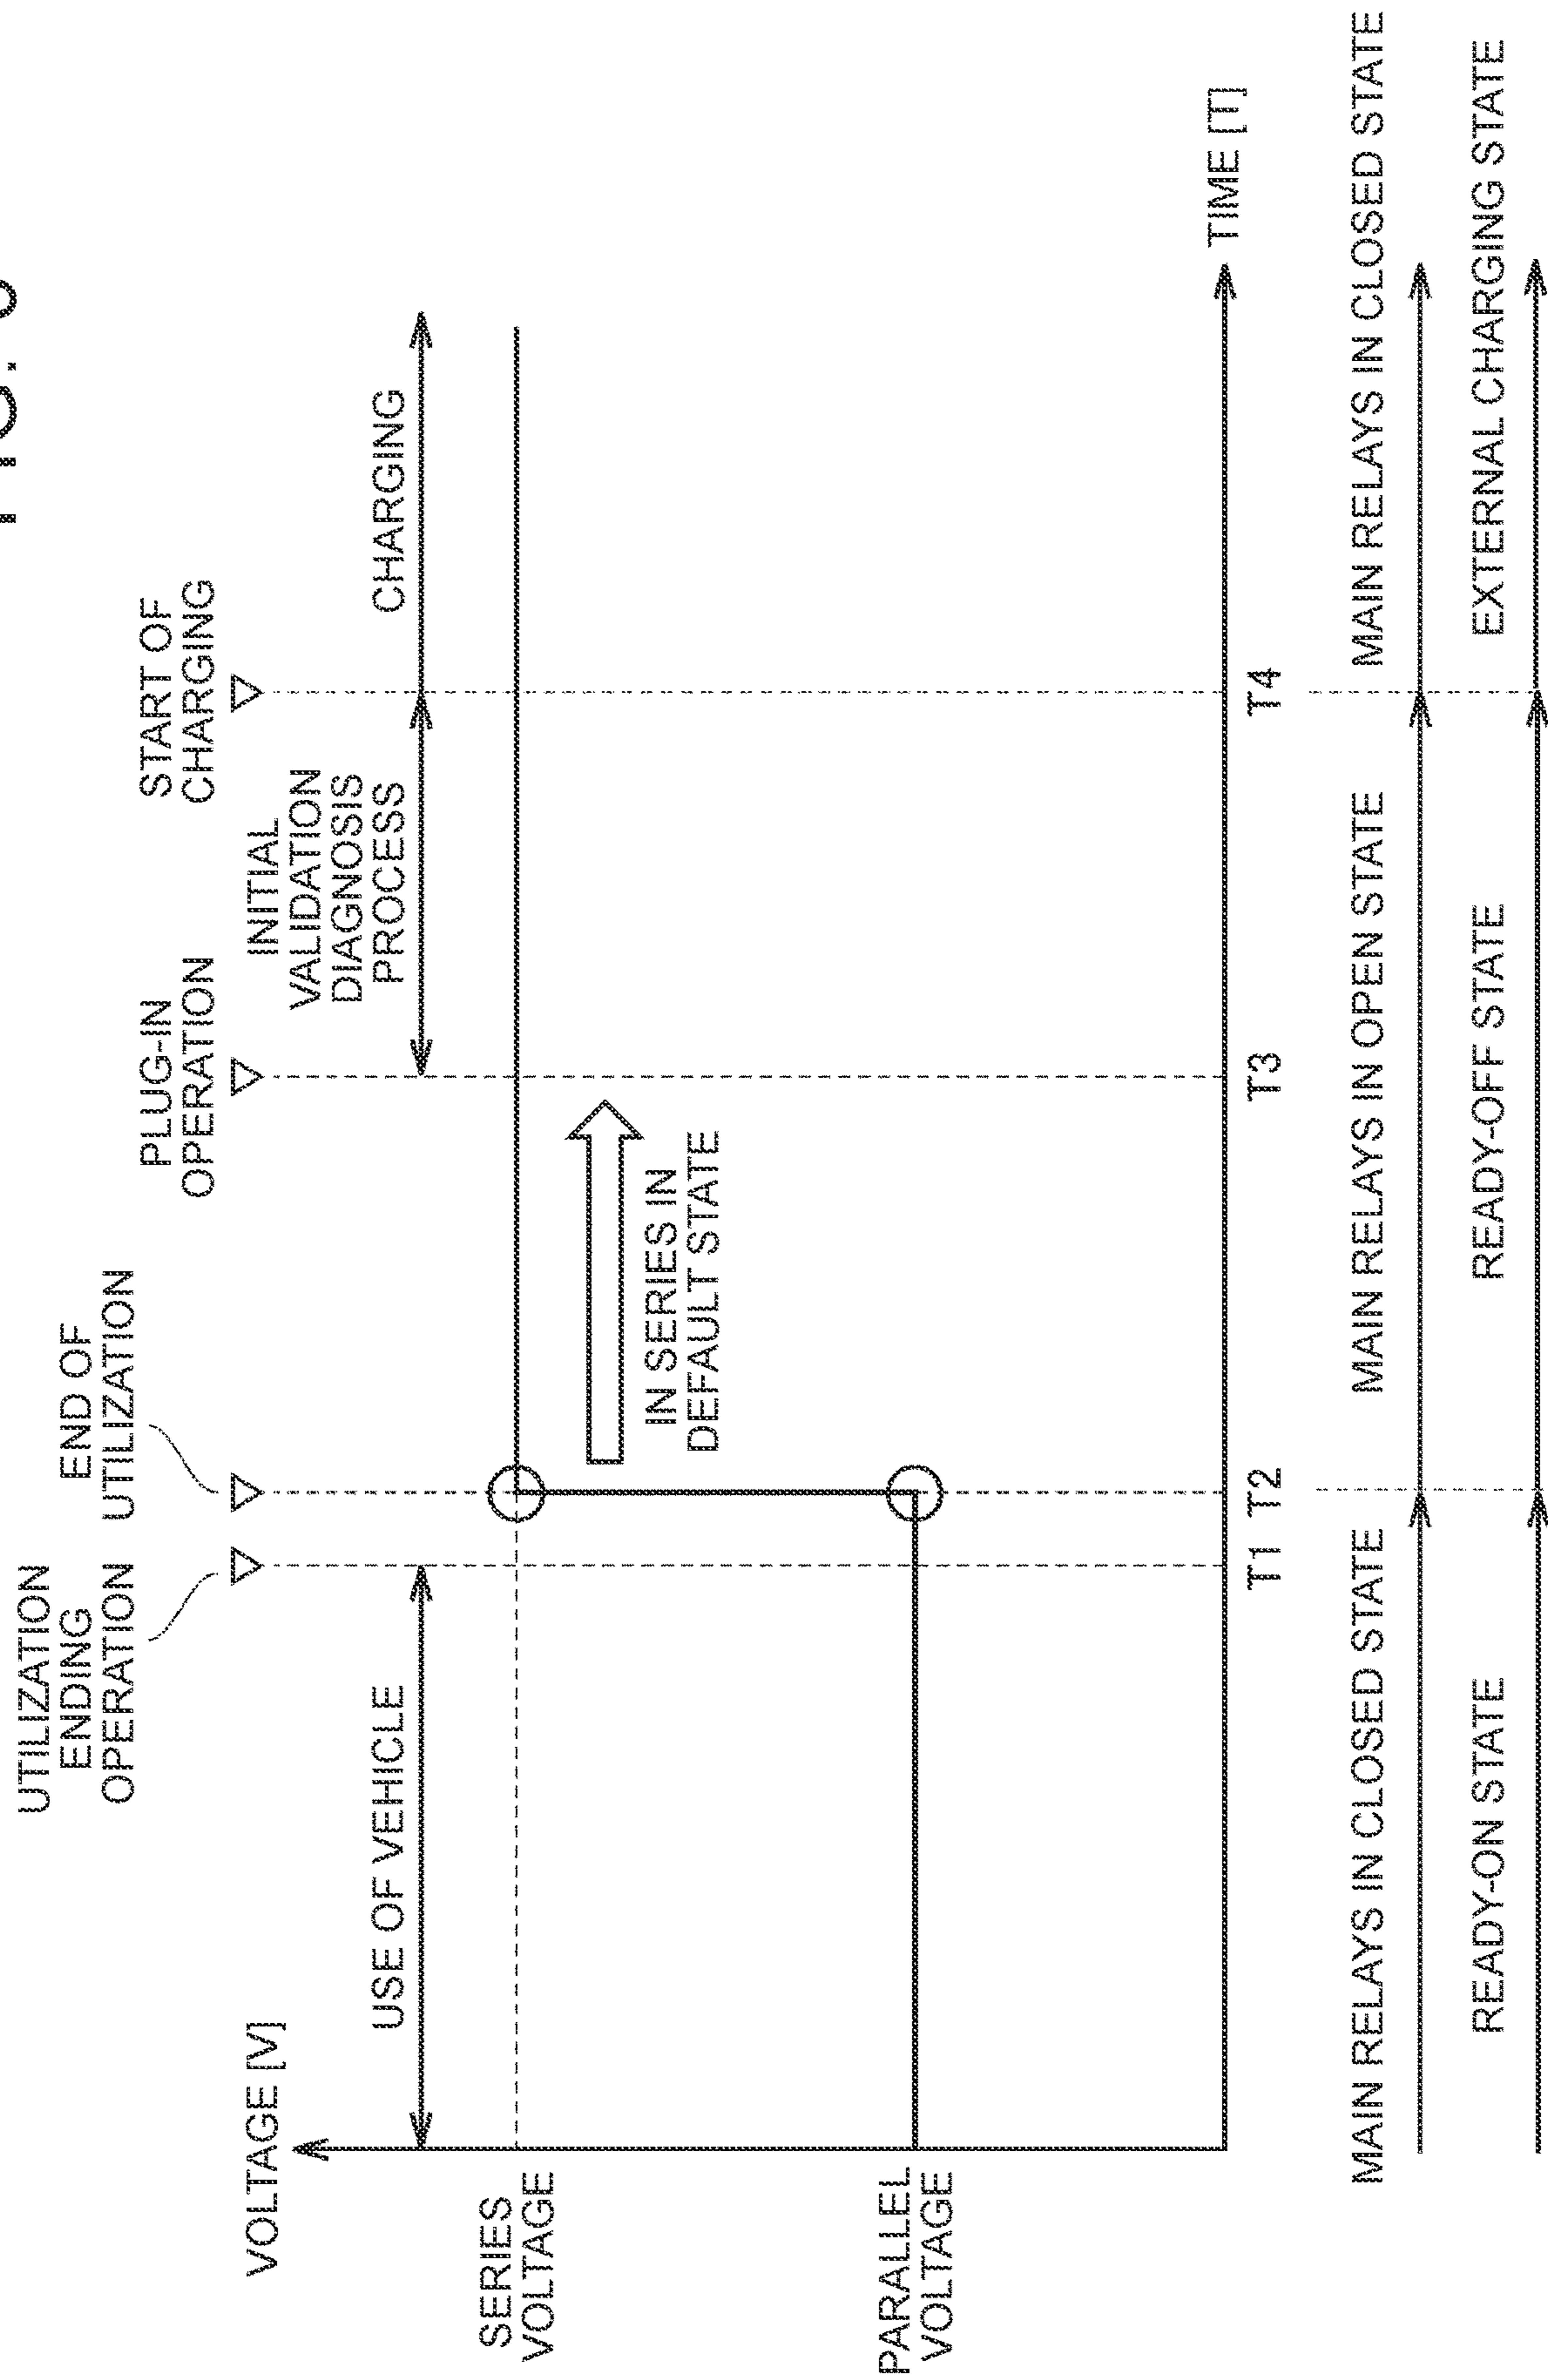 UTILIZATION
ENDING
OPERATION
END OF
UTILIZATION
PLUG-IN
OPERATION
START OF
CHARGING
VOLTAGE [V]
USE OF VEHICLE
INITIAL
VALIDATION
DIAGNOSIS
PROCESS
CHARGING
SERIES
VOLTAGE
IN SERIES IN
DEFAULT STATE
PARALLEL
VOLTAGE
TIME [T]
T1 T2 T3 T4
MAIN RELAYS IN CLOSED STATE
MAIN RELAYS IN OPEN STATE
MAIN RELAYS IN CLOSED STATE
READY-ON STATE
READY-OFF STATE
EXTERNAL CHARGING STATE